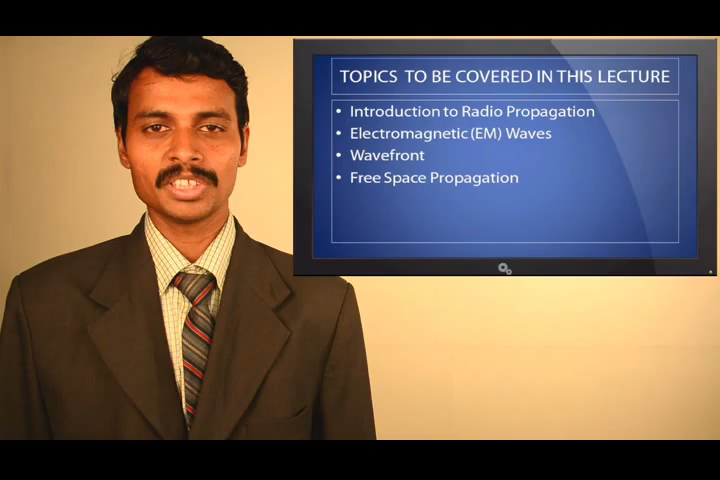 TOPICS TO BE COVERED IN THIS LECTURE
• Introduction to Radio Propagation
• Electromagnetic (EM) Waves
• Wavefront
• Free Space Propagation